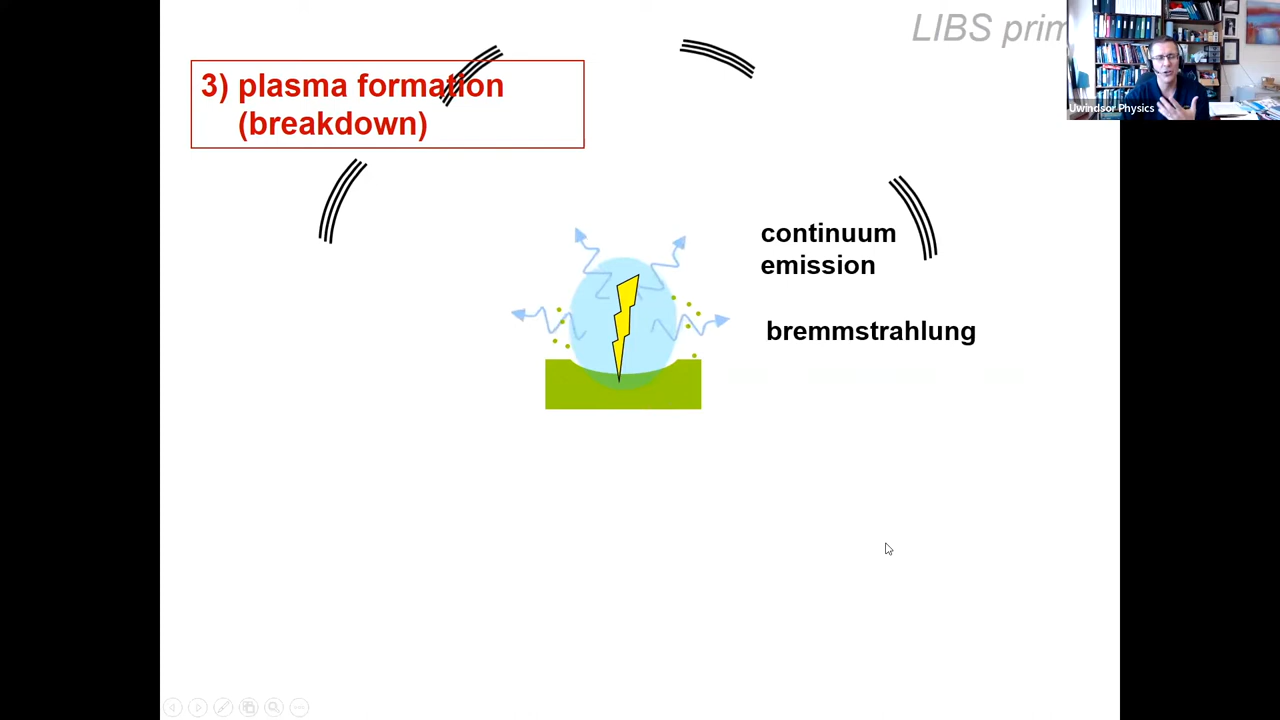 LIBS prim
3) plasma formation
(breakdown)
Uwindsor Physics
continuum
emission
bremmstrahlung